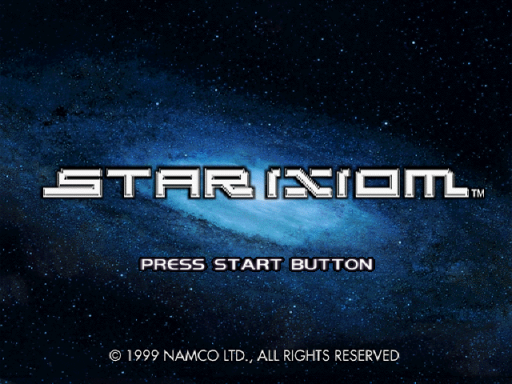 STAR IXIOM™
PRESS START BUTTON
© 1999 NAMCO LTD., ALL RIGHTS RESERVED